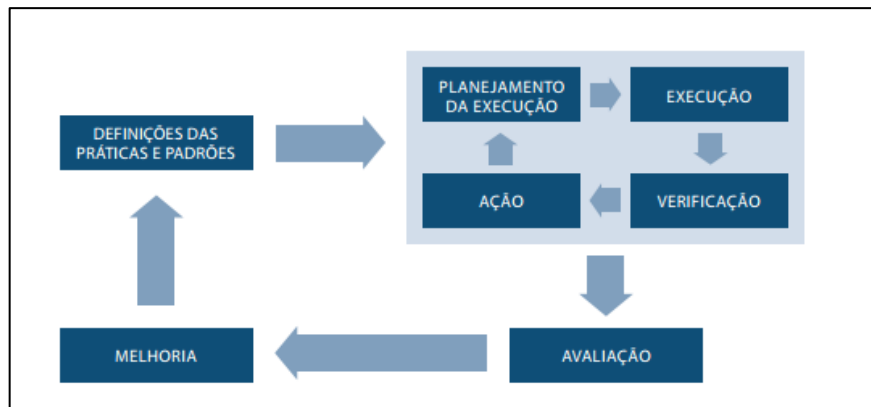 PLANEJAMENTO
DA EXECUÇÃO
EXECUÇÃO
DEFINIÇÕES DAS
PRÁTICAS E PADRÕES
AÇÃO
VERIFICAÇÃO
MELHORIA
AVALIAÇÃO